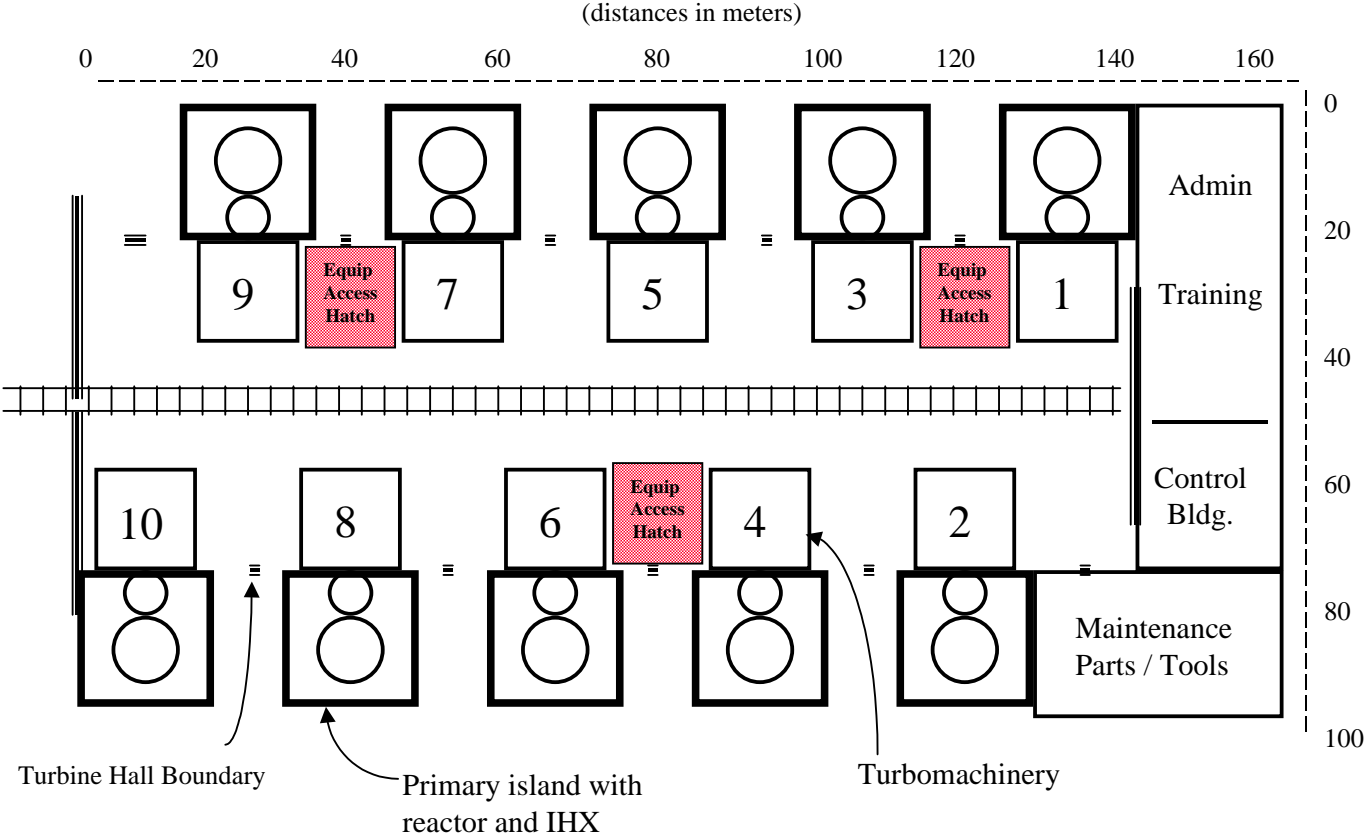 (distances in meters)
0 20 40 60 80 100 120 140 160
0
Admin
20
9
Equip
Access
Hatch
7
5
3
Equip
Access
Hatch
1
Training
40
10
8
6
Equip
Access
Hatch
4
2
Control
Bldg.
60
80
Maintenance
Parts / Tools
100
Turbine Hall Boundary
Primary island with
reactor and IHX
Turbomachinery